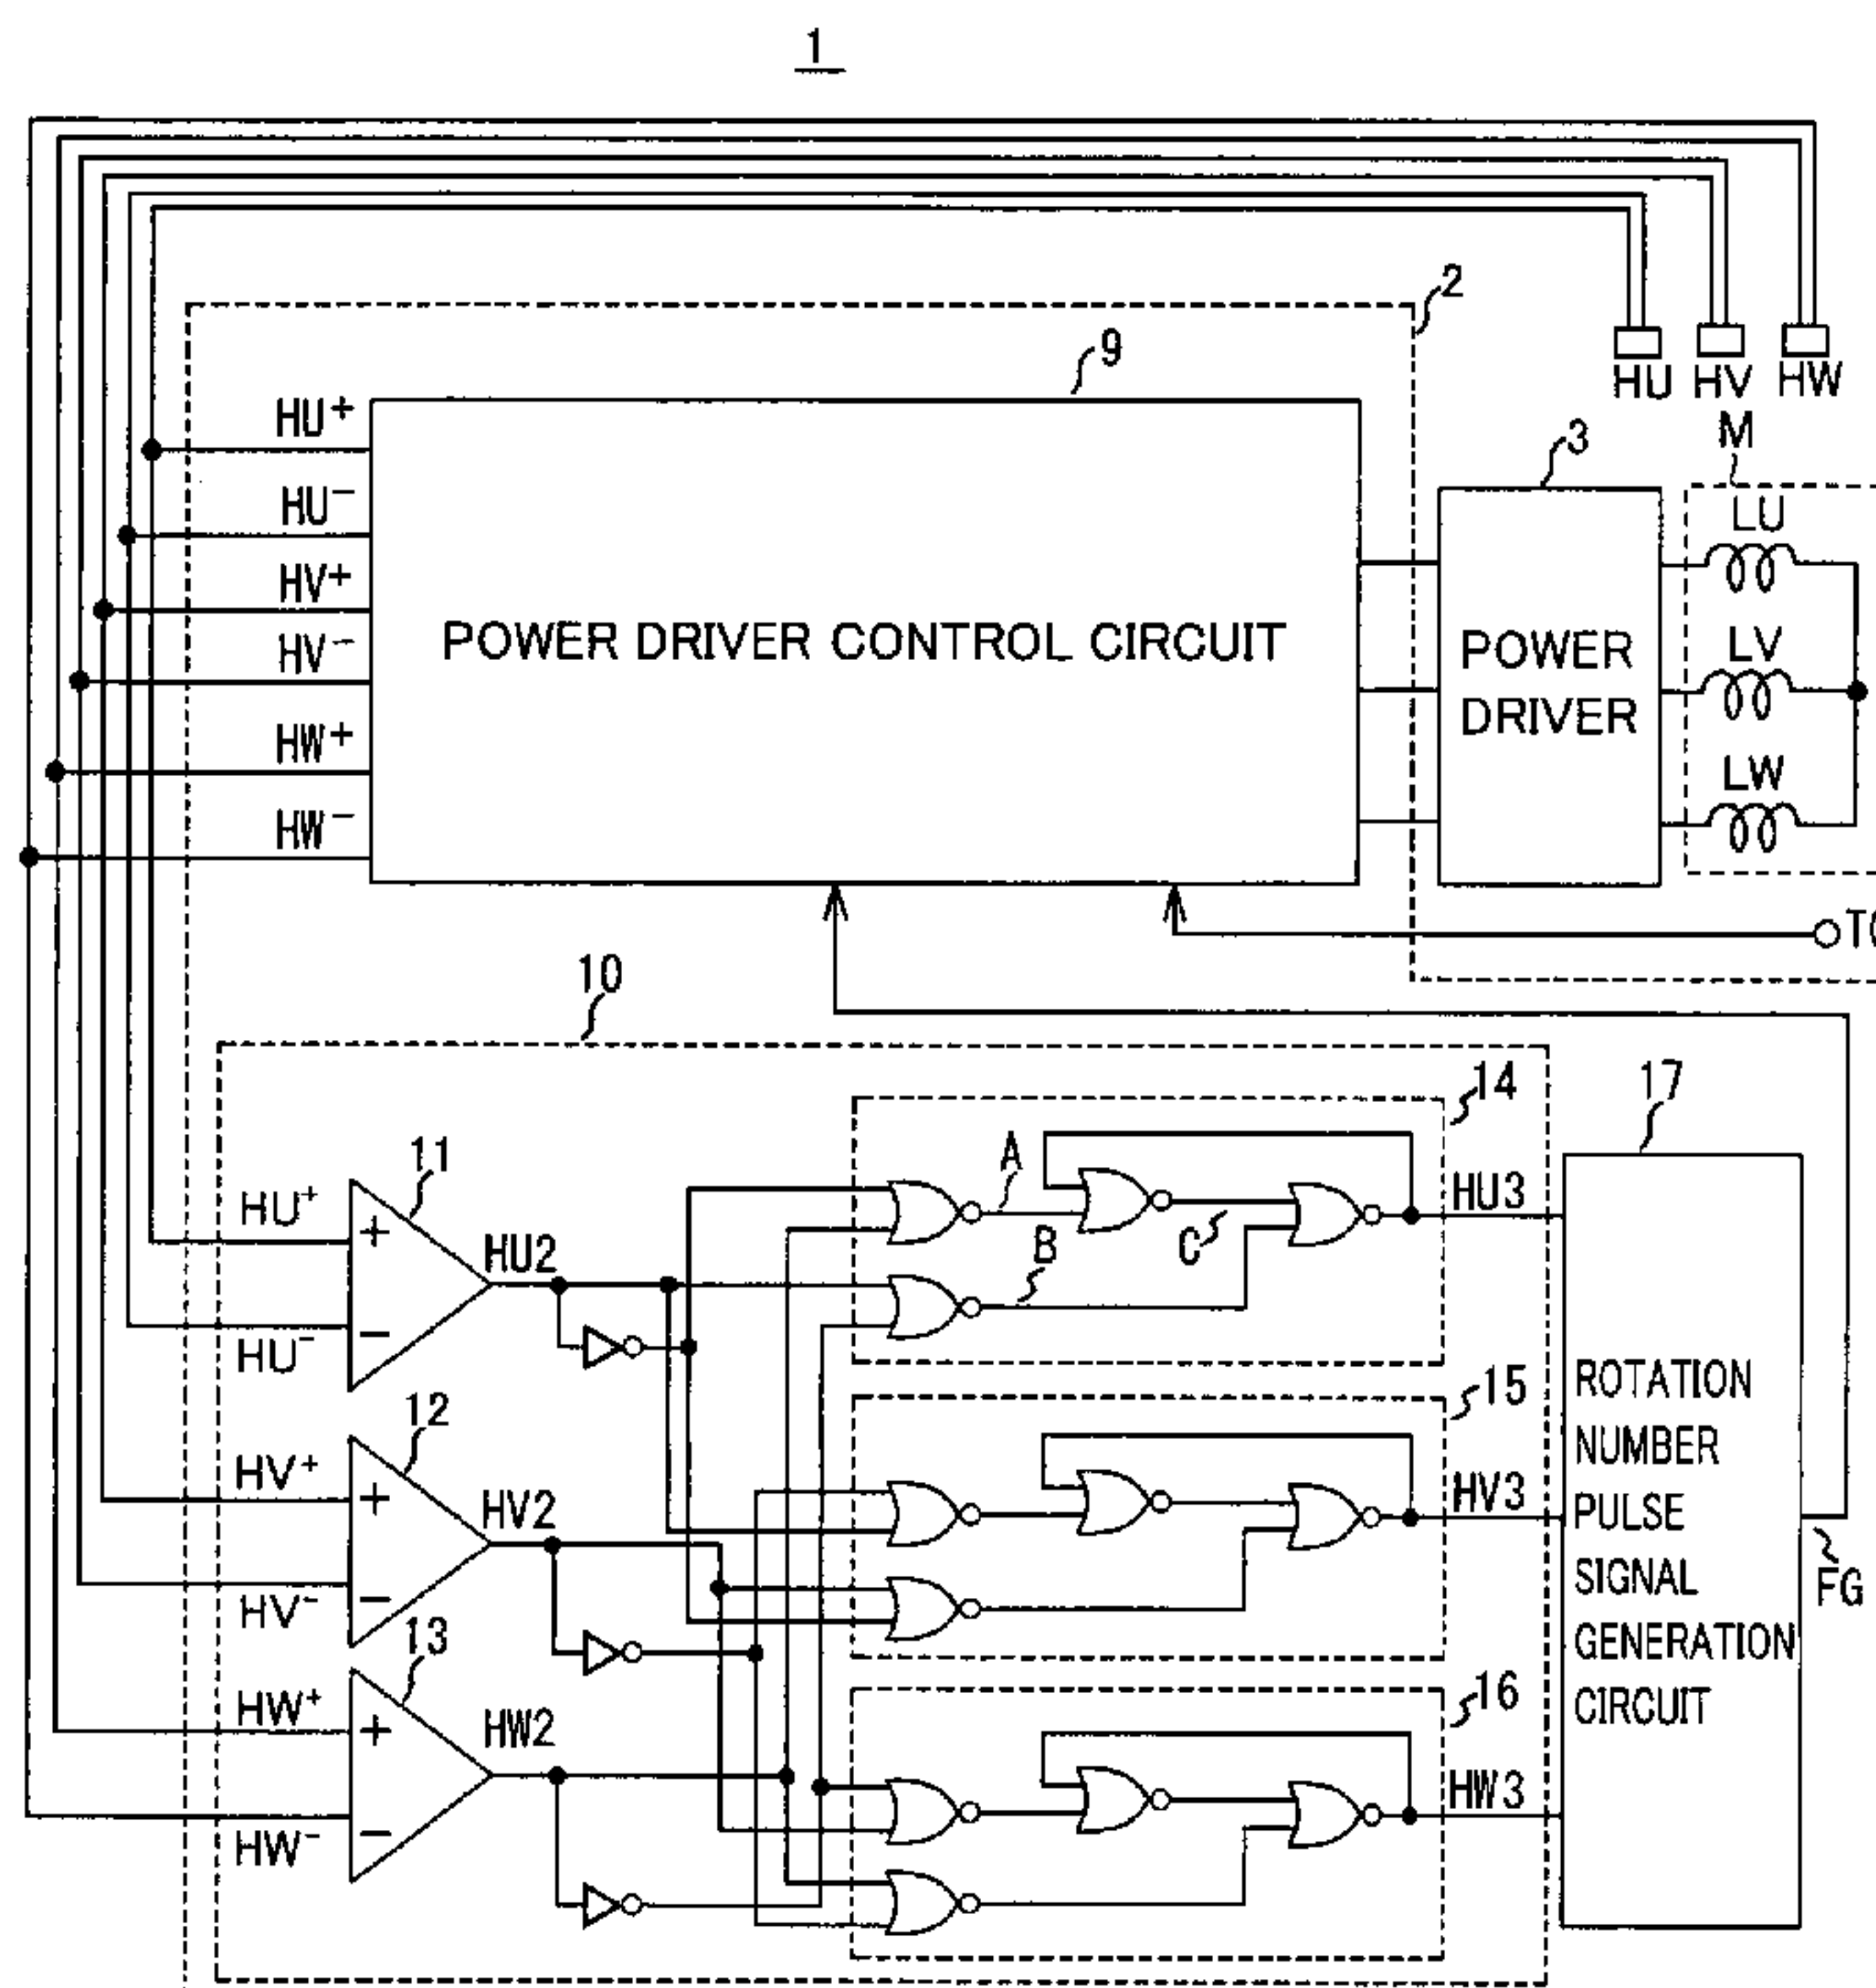 1
2
HU HV HW
9
M
3
HU+
HU−
HV+
HV−
HW+
HW−
POWER DRIVER CONTROL CIRCUIT
POWER
DRIVER
LU
LV
LW
10
14
17
11
HU+
HU−
HU2
A
B
C
HU3
12
15
HV+
HV−
HV2
HV3
13
16
HW+
HW−
HW2
HW3
ROTATION
NUMBER
PULSE
SIGNAL
GENERATION
CIRCUIT
FG